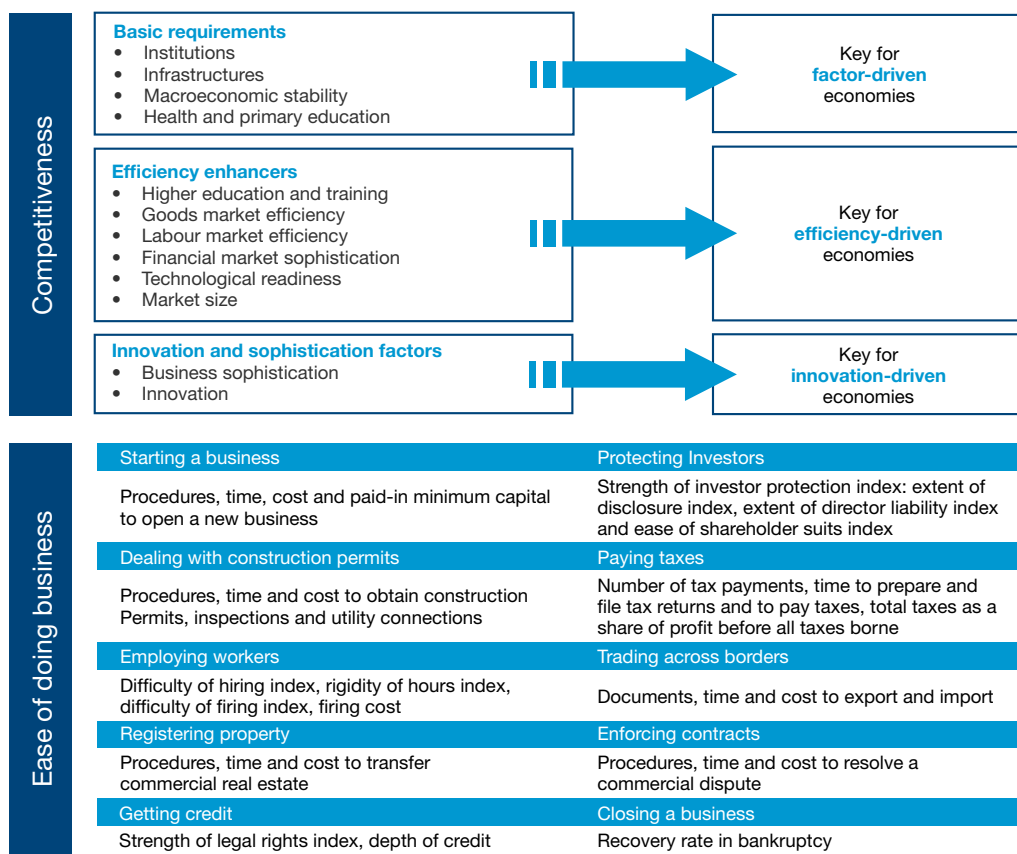 Competitiveness
Basic requirements
• Institutions
• Infrastructures
• Macroeconomic stability
• Health and primary education
Key for
factor-driven
economies
Efficiency enhancers
• Higher education and training
• Goods market efficiency
• Labour market efficiency
• Financial market sophistication
• Technological readiness
• Market size
Key for
efficiency-driven
economies
Innovation and sophistication factors
• Business sophistication
• Innovation
Key for
innovation-driven
economies
Ease of doing business
Starting a business
Procedures, time, cost and paid-in minimum capital
to open a new business
Protecting Investors
Strength of investor protection index: extent of
disclosure index, extent of director liability index
and ease of shareholder suits index
Dealing with construction permits
Procedures, time and cost to obtain construction
Permits, inspections and utility connections
Paying taxes
Number of tax payments, time to prepare and
file tax returns and to pay taxes, total taxes as a
share of profit before all taxes borne
Employing workers
Difficulty of hiring index, rigidity of hours index,
difficulty of firing index, firing cost
Trading across borders
Documents, time and cost to export and import
Registering property
Procedures, time and cost to transfer
commercial real estate
Enforcing contracts
Procedures, time and cost to resolve a
commercial dispute
Getting credit
Strength of legal rights index, depth of credit
Closing a business
Recovery rate in bankruptcy